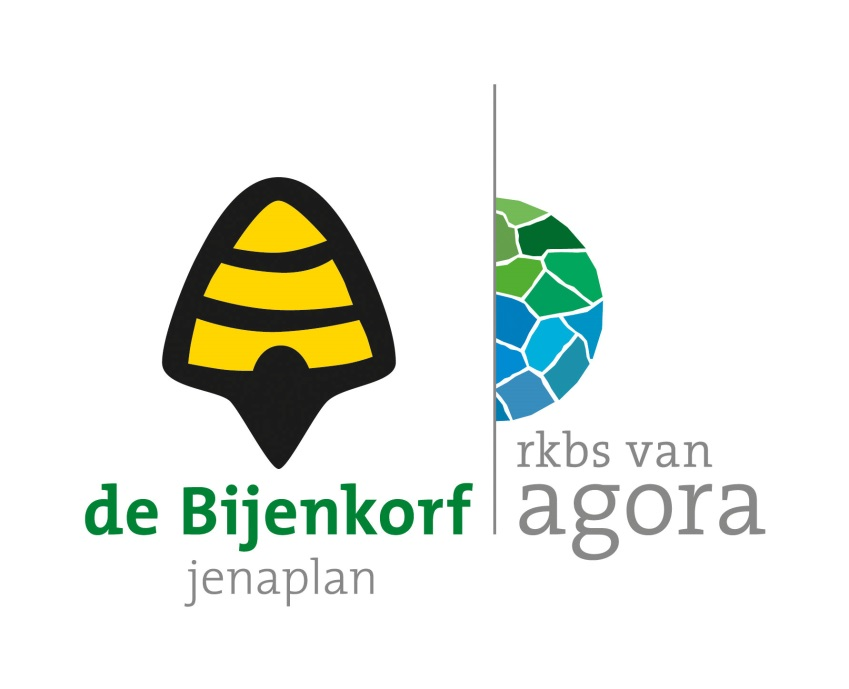 de Bijenkorf
jenaplan
rkbs van
agora